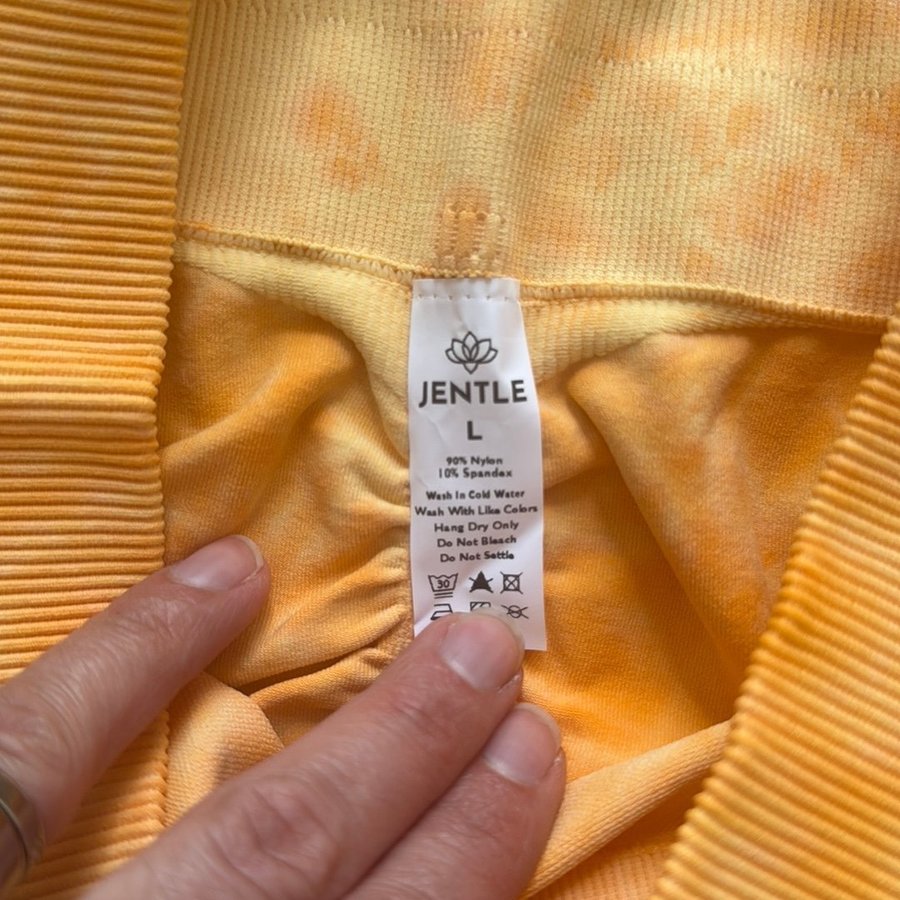 JENTLE
L
90% Nylon
10% Spandex
Wash In Cold Water
Wash With Like Colors
Hang Dry Only
Do Not Bleach
Do Not Settle
30